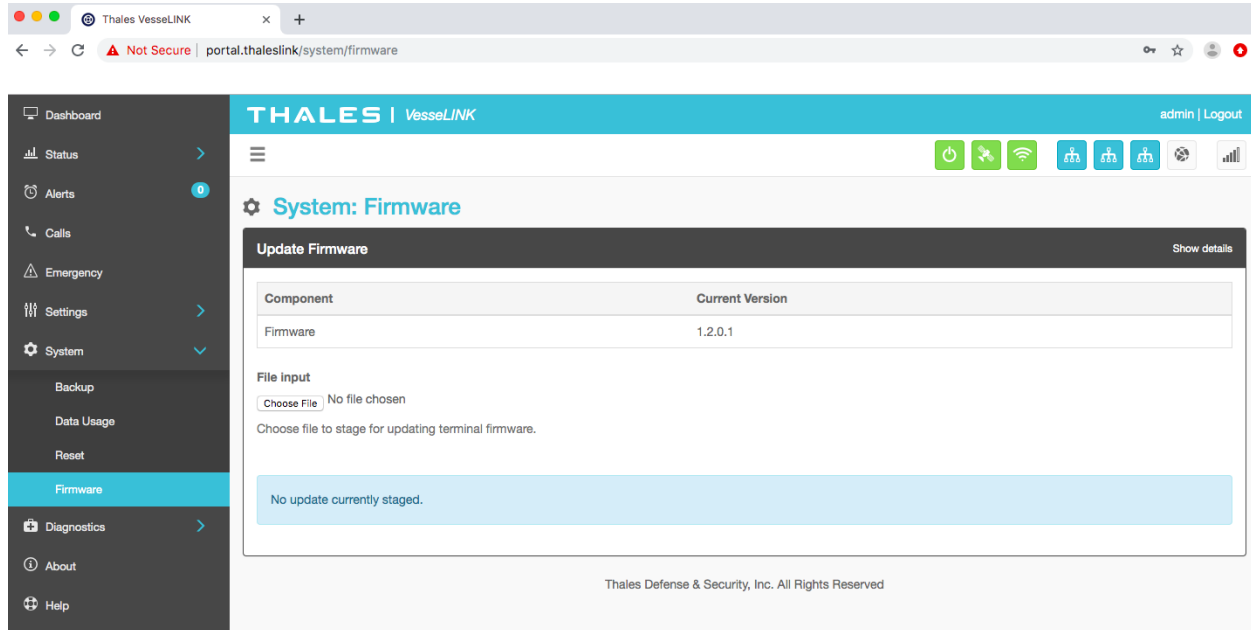 Thales VesseLINK
Not Secure | portal.thaleslink/system/firmware
Dashboard
THALES | VesseLINK
admin | Logout
Status
Alerts
0
Calls
Emergency
Settings
System
Backup
Data Usage
Reset
Firmware
Diagnostics
About
Help
System: Firmware
Update Firmware
Show details
Component Current Version
Firmware 1.2.0.1
File input
Choose File No file chosen
Choose file to stage for updating terminal firmware.
No update currently staged.
Thales Defense & Security, Inc. All Rights Reserved